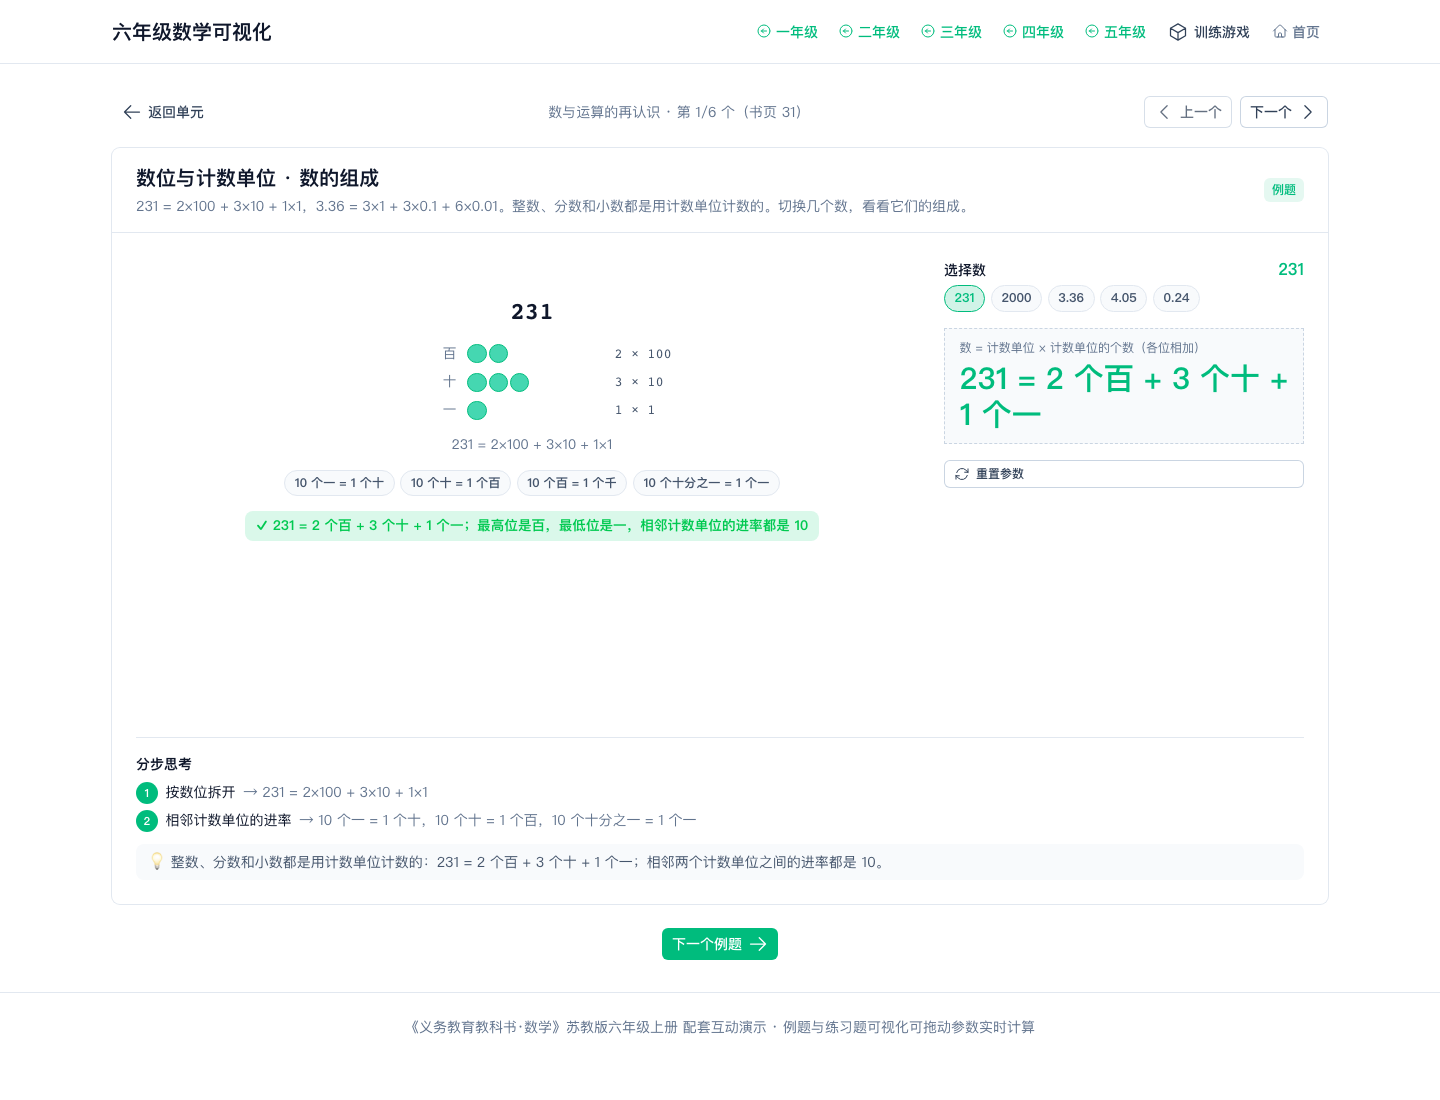 六年级数学可视化
一年级 二年级 三年级 四年级 五年级 训练游戏 首页
返回单元
数与运算的再认识 · 第 1/6 个（书页 31）
上一个 下一个
数位与计数单位 · 数的组成
231 = 2×100 + 3×10 + 1×1，3.36 = 3×1 + 3×0.1 + 6×0.01。整数、分数和小数都是用计数单位计数的。切换几个数，看看它们的组成。
例题
231
百 2 × 100
十 3 × 10
一 1 × 1
231 = 2×100 + 3×10 + 1×1
10 个一 = 1 个十 10 个十 = 1 个百 10 个百 = 1 个千 10 个十分之一 = 1 个一
✓ 231 = 2 个百 + 3 个十 + 1 个一；最高位是百，最低位是一，相邻计数单位的进率都是 10
选择数 231
231 2000 3.36 4.05 0.24
数 = 计数单位 × 计数单位的个数（各位相加）
231 = 2 个百 + 3 个十 +
1 个一
重置参数
分步思考
1 按数位拆开 → 231 = 2×100 + 3×10 + 1×1
2 相邻计数单位的进率 → 10 个一 = 1 个十，10 个十 = 1 个百，10 个十分之一 = 1 个一
整数、分数和小数都是用计数单位计数的：231 = 2 个百 + 3 个十 + 1 个一；相邻两个计数单位之间的进率都是 10。
下一个例题 →
《义务教育教科书·数学》苏教版六年级上册 配套互动演示 · 例题与练习题可视化可拖动参数实时计算